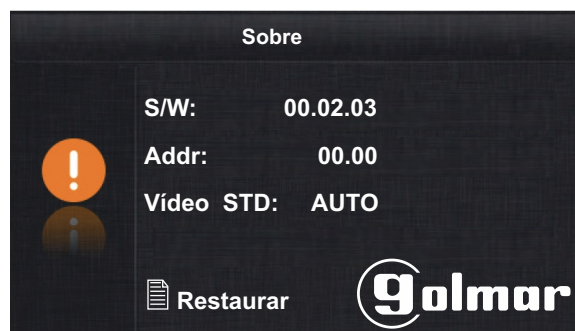 Sobre
S/W: 00.02.03
Addr: 00.00
Vídeo STD: AUTO
Restaurar
golmar